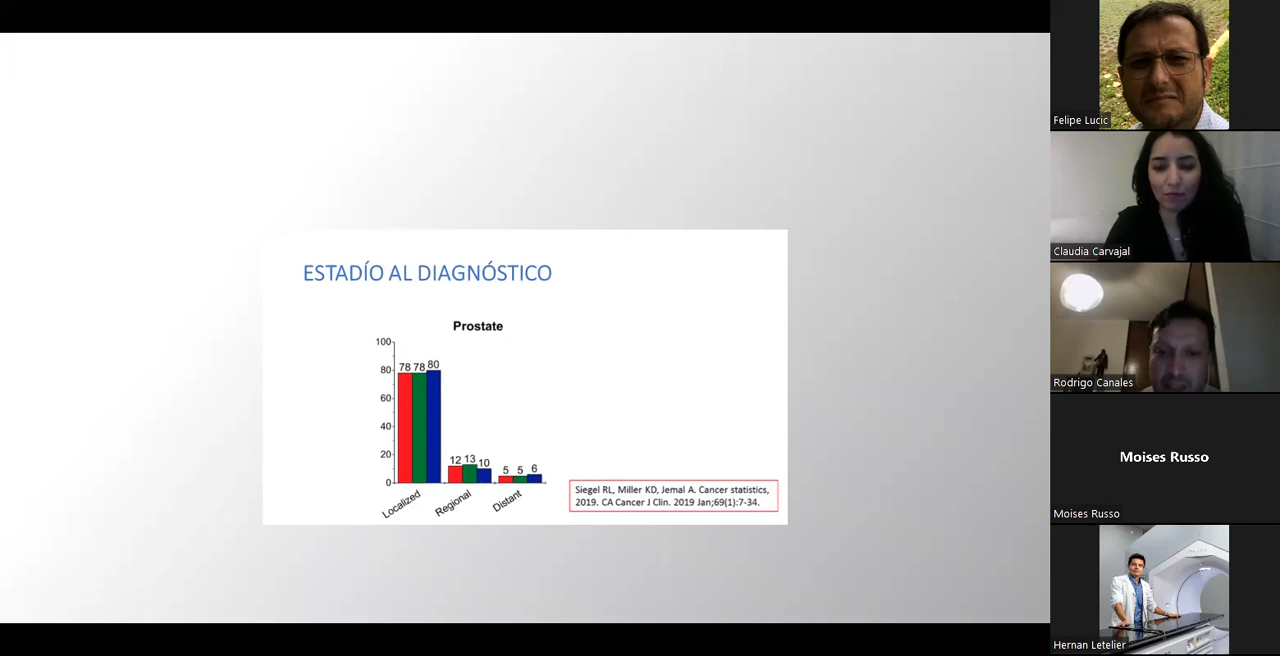 ESTADÍO AL DIAGNÓSTICO
Prostate
100
80
60
40
20
0
78 78 80
12 13 10
5 5 6
Localized
Regional
Distant
Siegel RL, Miller KD, Jemal A. Cancer statistics,
2019. CA Cancer J Clin. 2019 Jan;69(1):7-34.
Felipe Lucic
Claudia Carvajal
Rodrigo Canales
Moises Russo
Moises Russo
Hernan Letelier